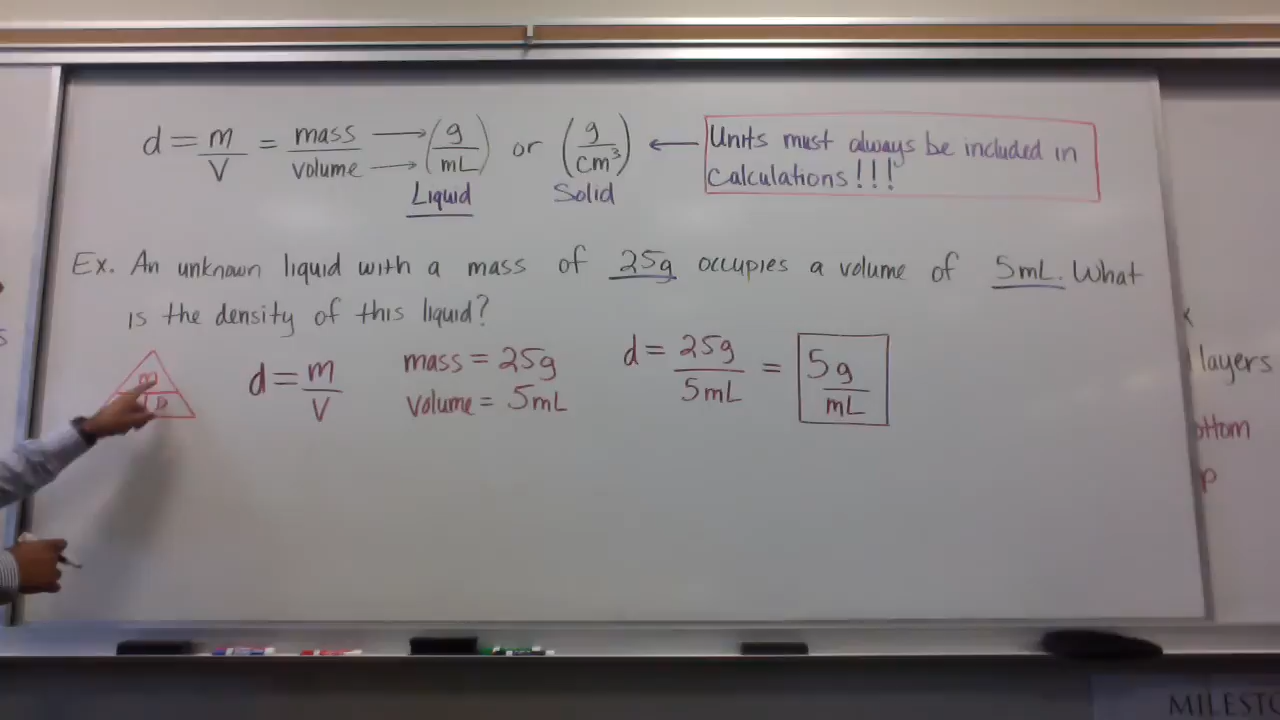 d = m/V = mass/volume → (g/mL) or (g/cm³) ← Units must always be included in
calculations!!!
Liquid Solid
Ex. An unknown liquid with a mass of 25g occupies a volume of 5mL. What
is the density of this liquid?
d = m/V
mass = 25g
volume = 5mL
d = 25g/5mL = 5g/mL
m
D
layers
MILEST